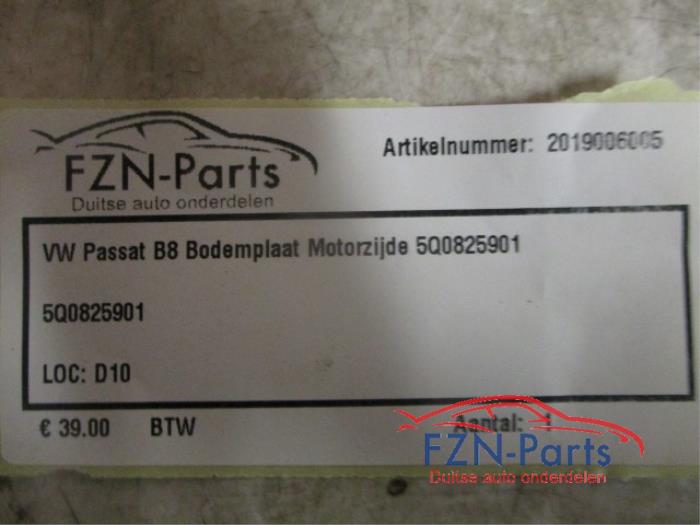 FZN-Parts
Duitse auto onderdelen
Artikelnummer: 2019006005
VW Passat B8 Bodemplaat Motorzijde 5Q0825901
5Q0825901
LOC: D10
€ 39.00 BTW Aantal: 1
FZN-Parts
Duitse auto onderdelen